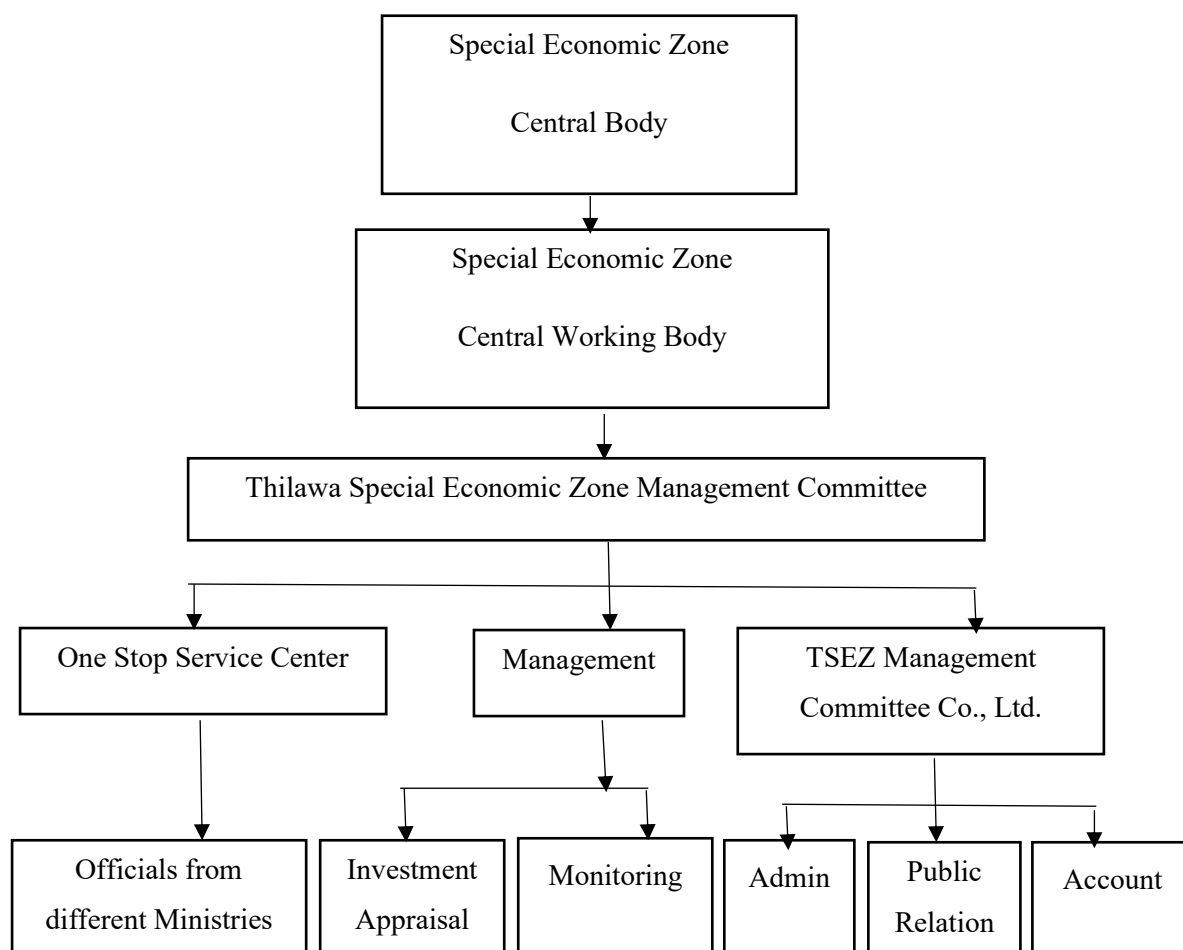 Special Economic Zone
Central Body
Special Economic Zone
Central Working Body
Thilawa Special Economic Zone Management Committee
One Stop Service Center
Management
TSEZ Management
Committee Co., Ltd.
Officials from
different Ministries
Investment
Appraisal
Monitoring
Admin
Public
Relation
Account